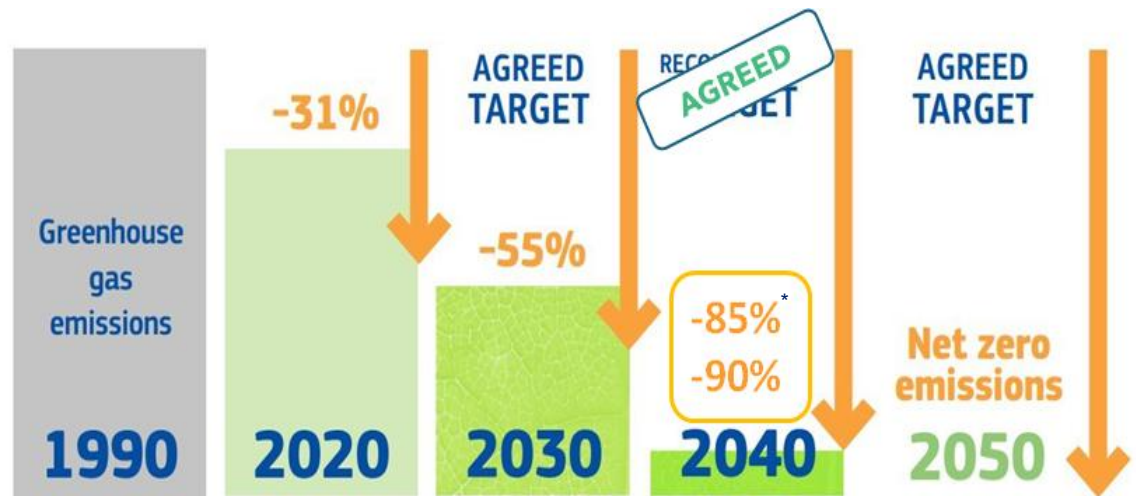 Greenhouse
gas
emissions
1990
-31%
2020
AGREED
TARGET
-55%
2030
AGREED
-85%*
-90%
2040
AGREED
TARGET
Net zero
emissions
2050